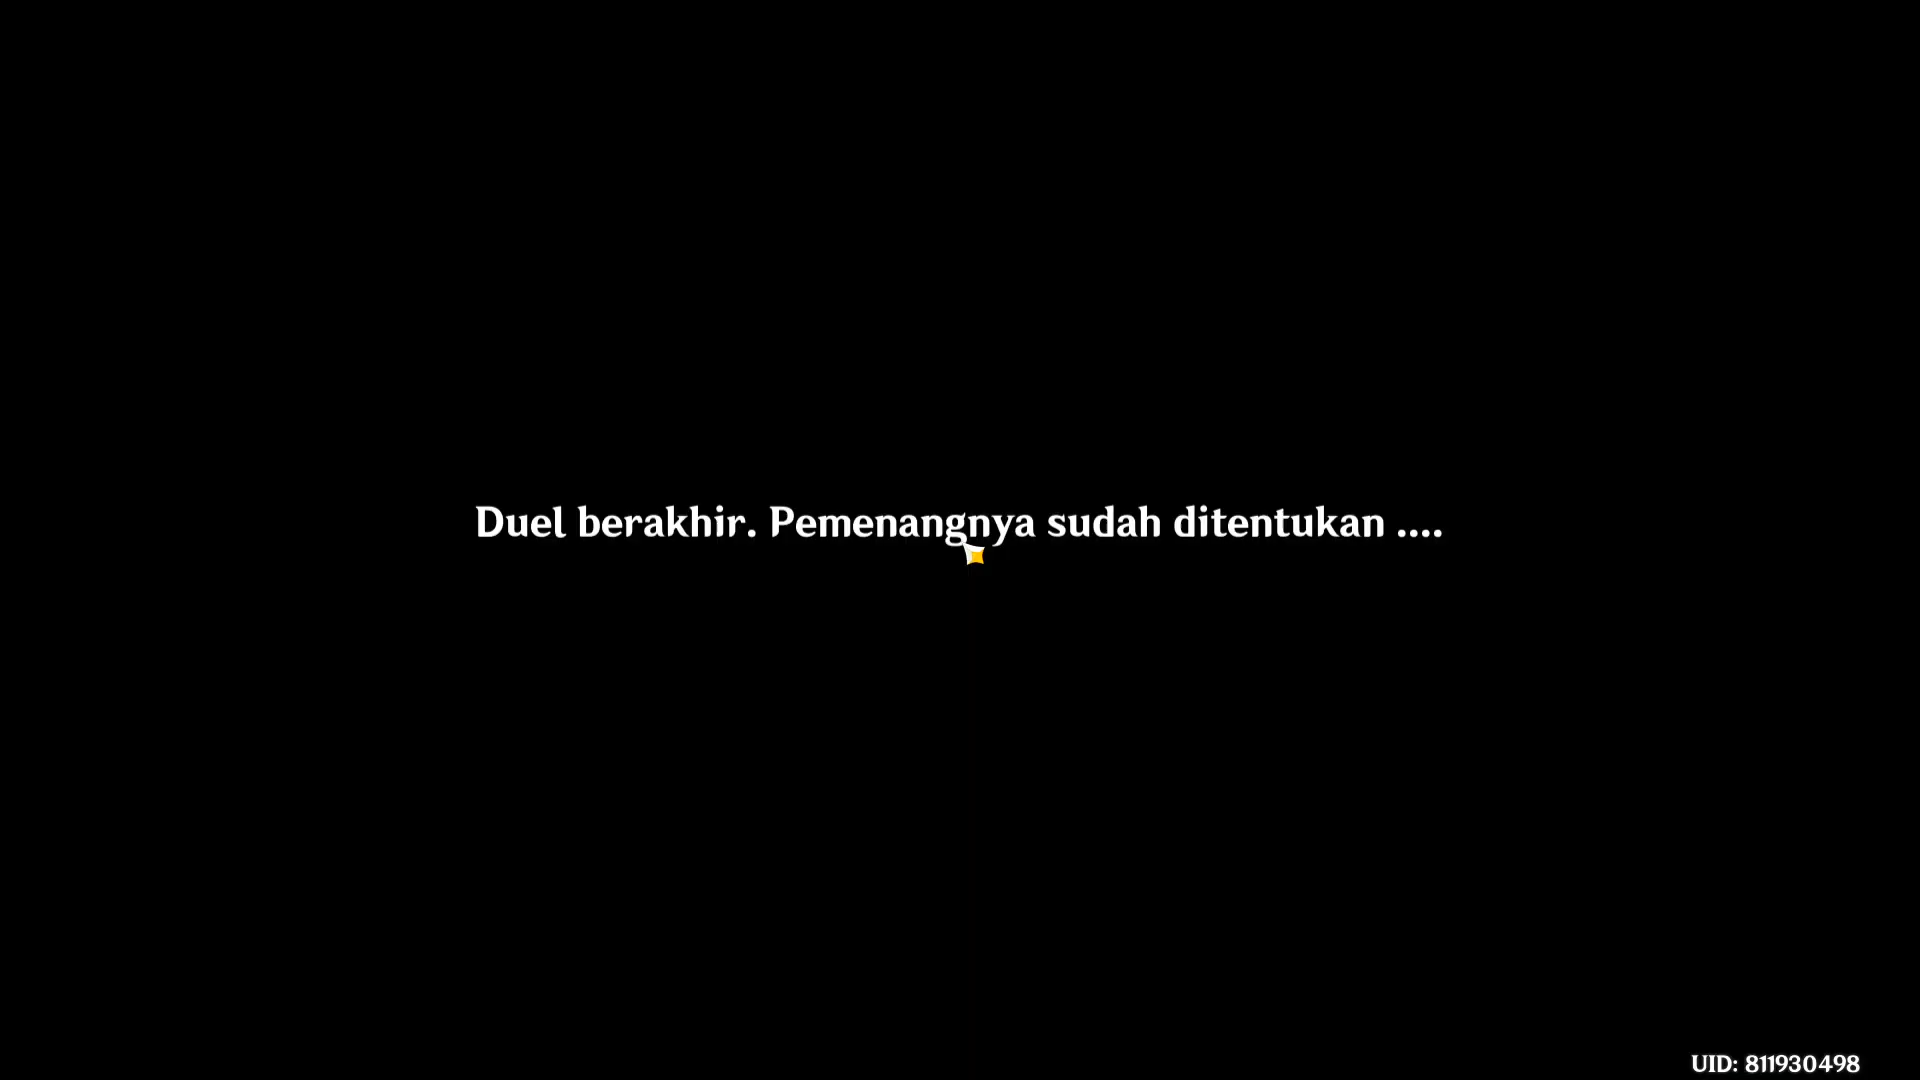 Duel berakhir. Pemenangnya sudah ditentukan ....
UID: 811930498